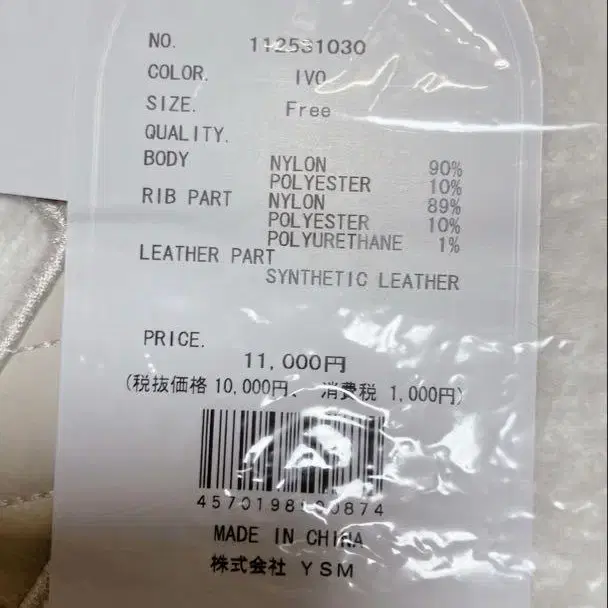 NO. 112531030
COLOR. IVO
SIZE. Free
QUALITY.
BODY NYLON 90%
POLYESTER 10%
RIB PART NYLON 89%
POLYESTER 10%
POLYURETHANE 1%
LEATHER PART
SYNTHETIC LEATHER
PRICE.
11,000円
(税抜価格 10,000円、 消費税 1,000円)
MADE IN CHINA
株式会社 YSM